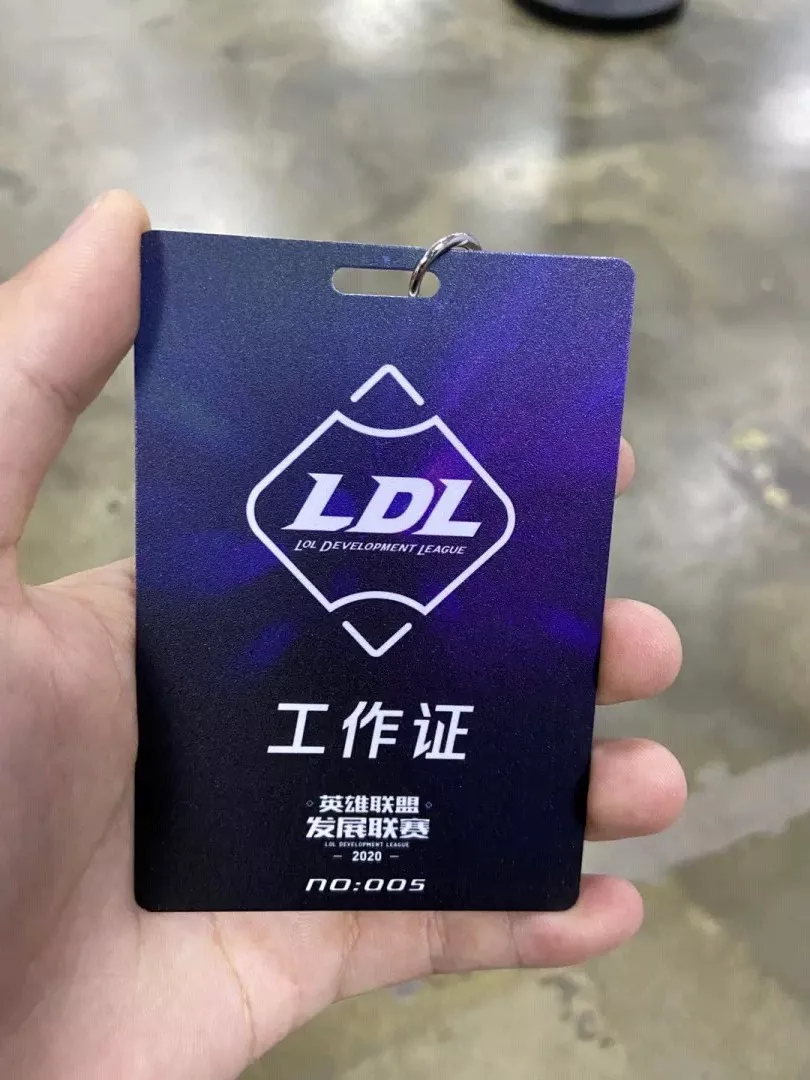 LDL
LOL DEVELOPMENT LEAGUE
工作证
英雄联盟
发展联赛
LOL DEVELOPMENT LEAGUE
2020
NO:005